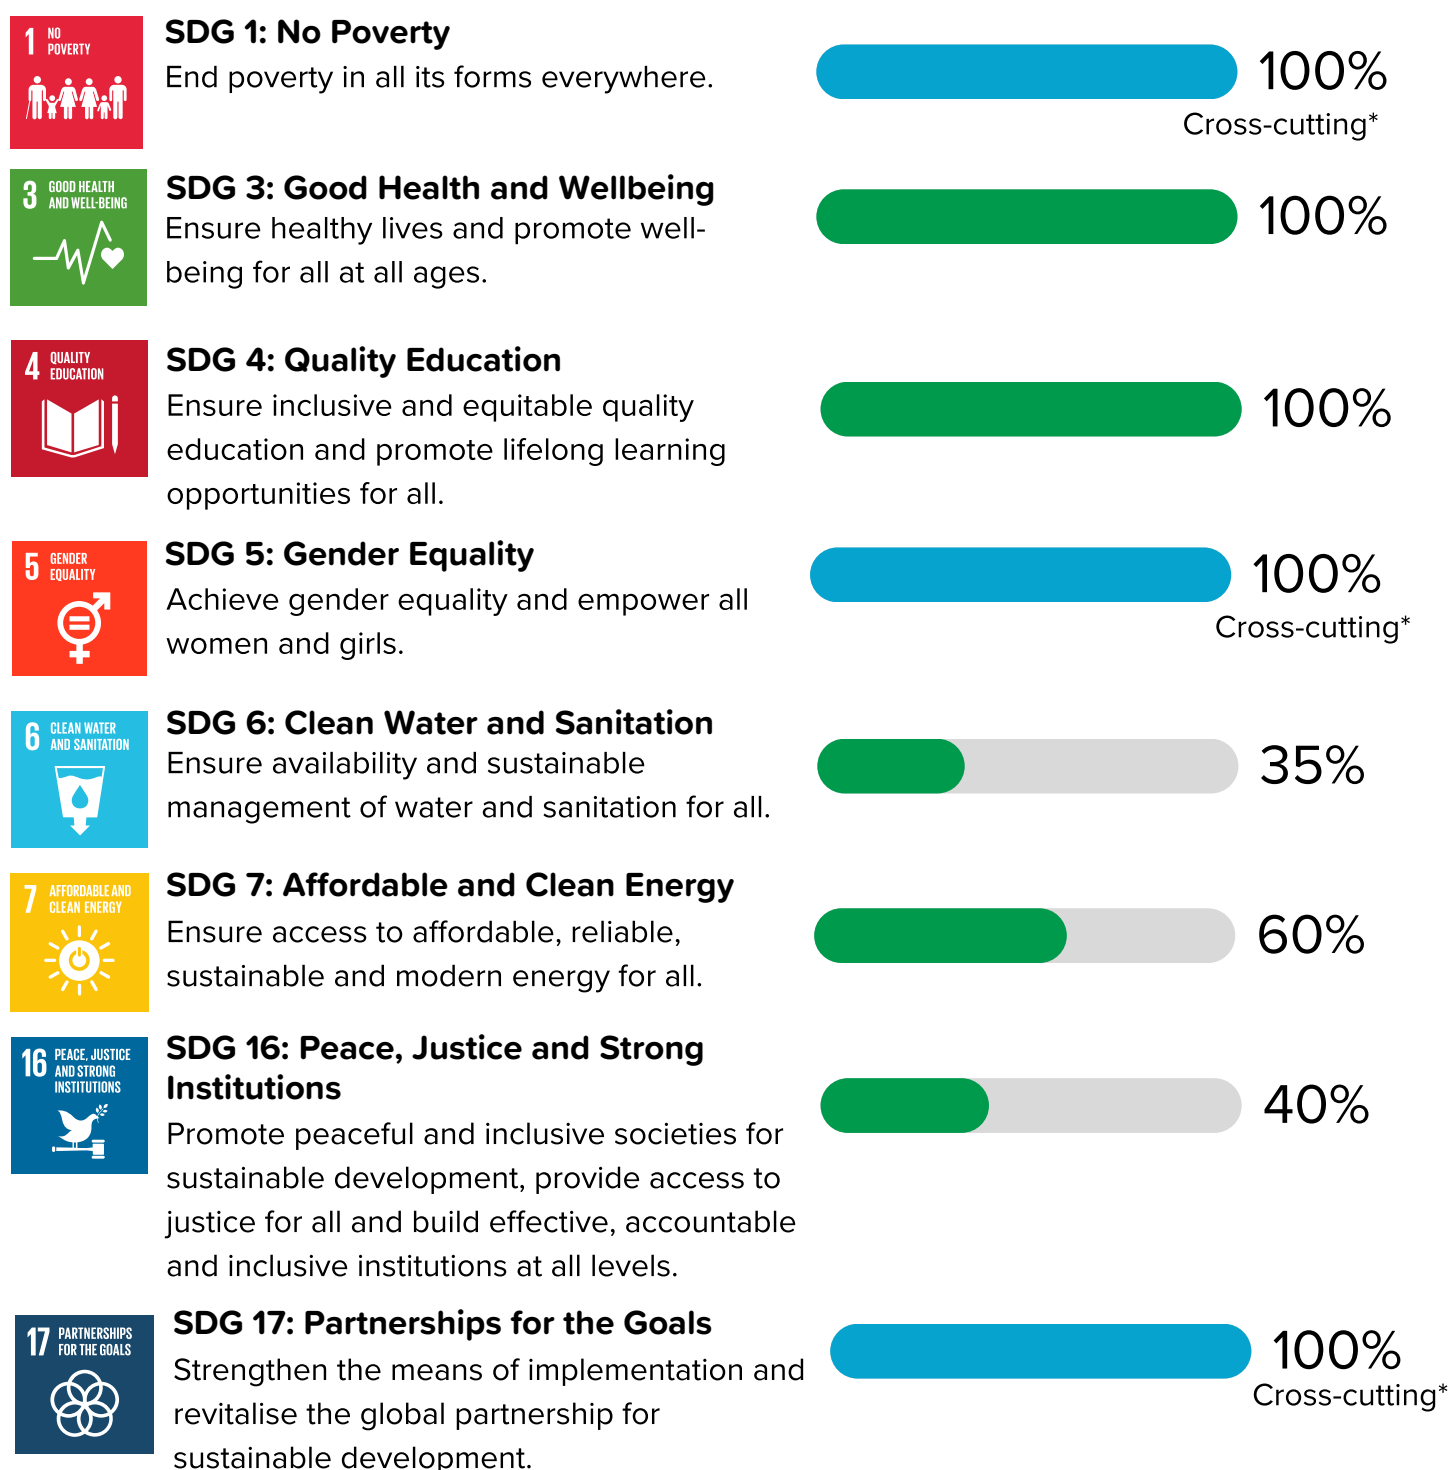 1 NO
POVERTY
SDG 1: No Poverty
End poverty in all its forms everywhere.
100%
Cross-cutting*
3 GOOD HEALTH
AND WELL-BEING
SDG 3: Good Health and Wellbeing
Ensure healthy lives and promote well-
being for all at all ages.
100%
4 QUALITY
EDUCATION
SDG 4: Quality Education
Ensure inclusive and equitable quality
education and promote lifelong learning
opportunities for all.
100%
5 GENDER
EQUALITY
SDG 5: Gender Equality
Achieve gender equality and empower all
women and girls.
100%
Cross-cutting*
6 CLEAN WATER
AND SANITATION
SDG 6: Clean Water and Sanitation
Ensure availability and sustainable
management of water and sanitation for all.
35%
7 AFFORDABLE AND
CLEAN ENERGY
SDG 7: Affordable and Clean Energy
Ensure access to affordable, reliable,
sustainable and modern energy for all.
60%
16 PEACE, JUSTICE
AND STRONG
INSTITUTIONS
SDG 16: Peace, Justice and Strong
Institutions
Promote peaceful and inclusive societies for
sustainable development, provide access to
justice for all and build effective, accountable
and inclusive institutions at all levels.
40%
17 PARTNERSHIPS
FOR THE GOALS
SDG 17: Partnerships for the Goals
Strengthen the means of implementation and
revitalise the global partnership for
sustainable development.
100%
Cross-cutting*